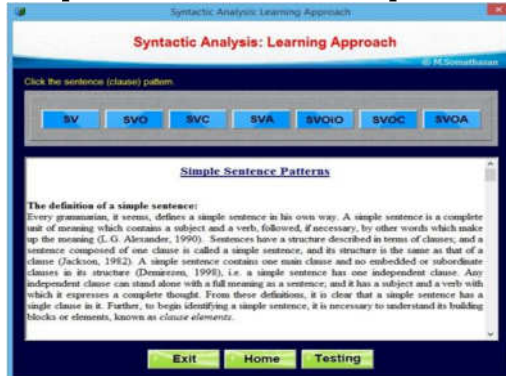 Syntactic Analysis: Learning Approach
Syntactic Analysis: Learning Approach
© M.Somathasan
Click the sentence (clause) pattern.
SV SVO SVC SVA SVOIO SVOC SVOA
Simple Sentence Patterns
The definition of a simple sentence:
Every grammarian, it seems, defines a simple sentence in his own way. A simple sentence is a complete
unit of meaning which contains a subject and a verb, followed, if necessary, by other words which make
up the meaning (L.G. Alexander, 1990). Sentences have a structure described in terms of clauses; and a
sentence composed of one clause is called a simple sentence, and its structure is the same as that of a
clause (Jackson, 1982). A simple sentence contains one main clause and no embedded or subordinate
clauses in its structure (Demirezen, 1998), i.e. a simple sentence has one independent clause. Any
independent clause can stand alone with a full meaning as a sentence; and it has a subject and a verb with
which it expresses a complete thought. From these definitions, it is clear that a simple sentence has a
single clause in it. Further, to begin identifying a simple sentence, it is necessary to understand its building
blocks or elements, known as clause elements.
Exit Home Testing